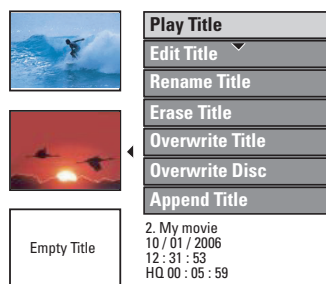 Play Title
Edit Title
Rename Title
Erase Title
Overwrite Title
Overwrite Disc
Append Title
Empty Title
2. My movie
10 / 01 / 2006
12 : 31 : 53
HQ 00 : 05 : 59